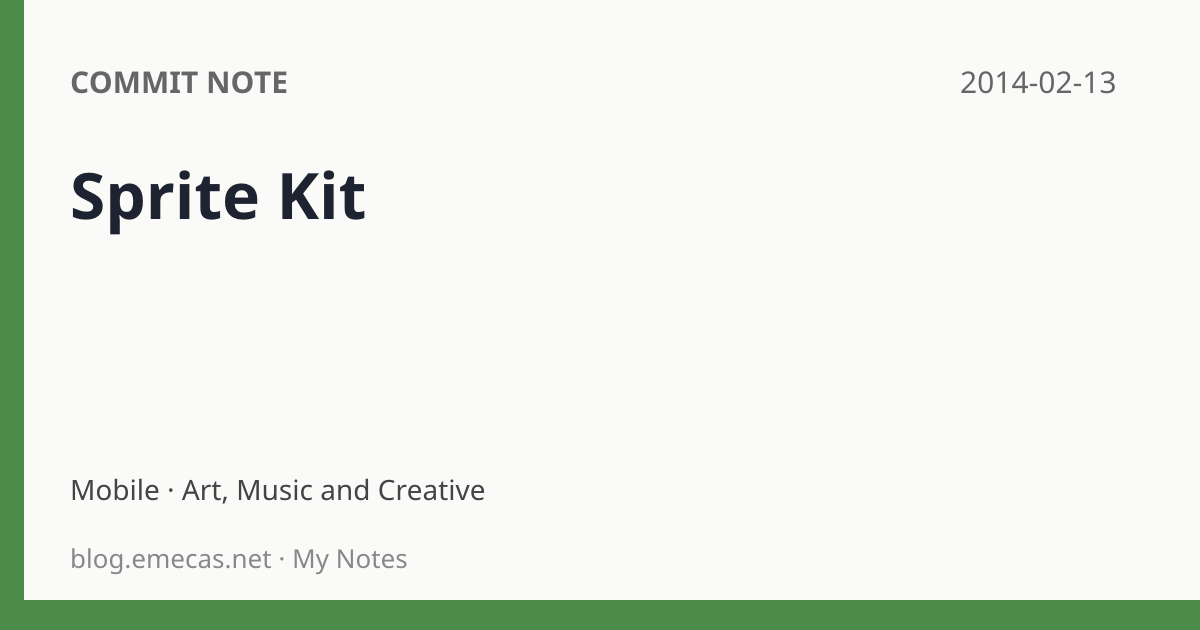 COMMIT NOTE
2014-02-13
Sprite Kit
Mobile · Art, Music and Creative
blog.emecas.net · My Notes